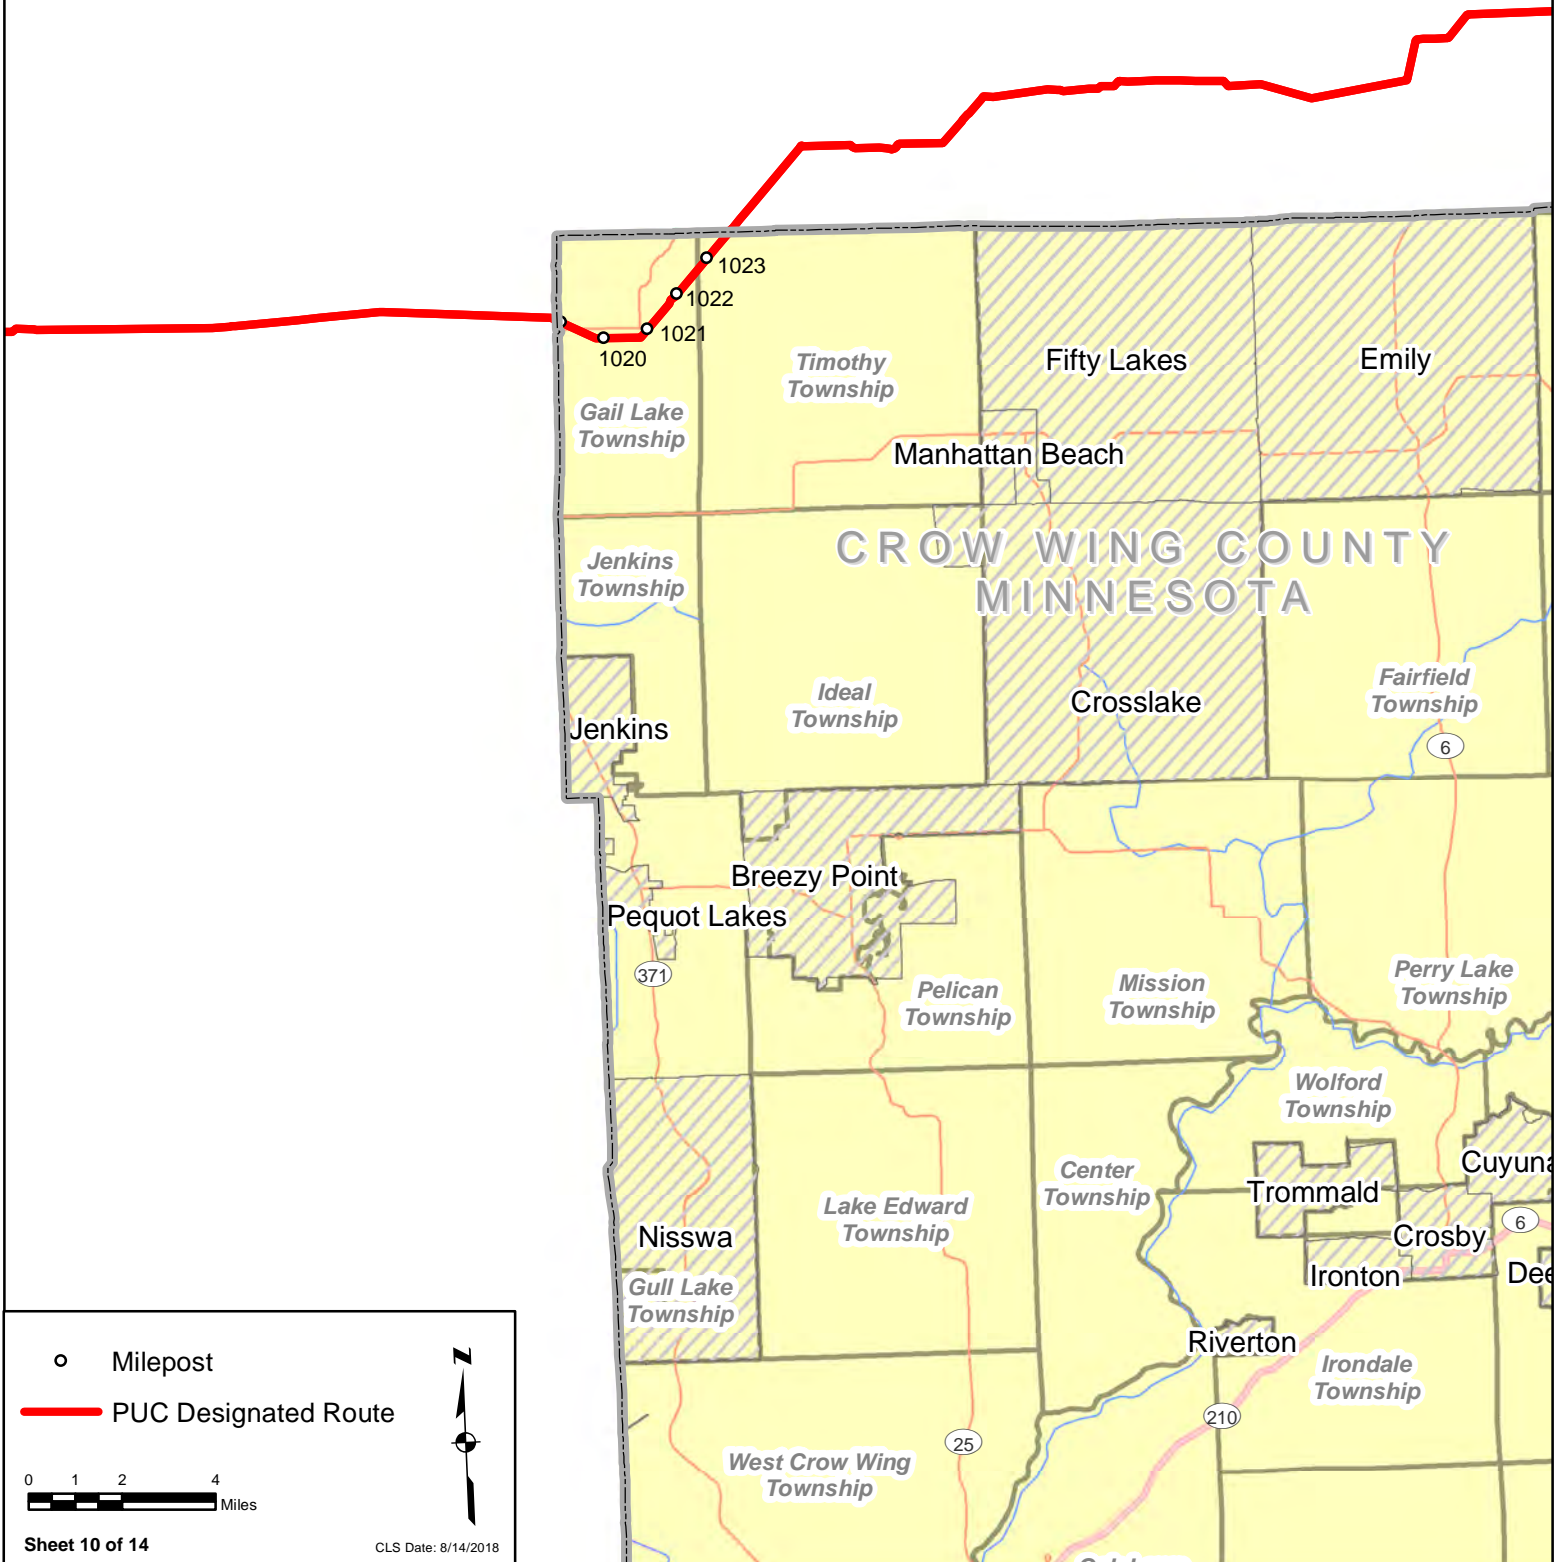 1023
1022
1021
1020
Timothy
Township
Fifty Lakes
Emily
Gail Lake
Township
Manhattan Beach
CROW WING COUNTY
MINNESOTA
Jenkins
Township
Ideal
Township
Crosslake
Fairfield
Township
6
Jenkins
Breezy Point
Pequot Lakes
371
Pelican
Township
Mission
Township
Perry Lake
Township
Wolford
Township
Center
Township
Cuyuna
Trommald
Lake Edward
Township
Nisswa
Crosby
6
Ironton
Dee
Gull Lake
Township
Riverton
Irondale
Township
210
25
West Crow Wing
Township
Milepost
PUC Designated Route
N
0 1 2 4
Miles
Sheet 10 of 14
CLS Date: 8/14/2018